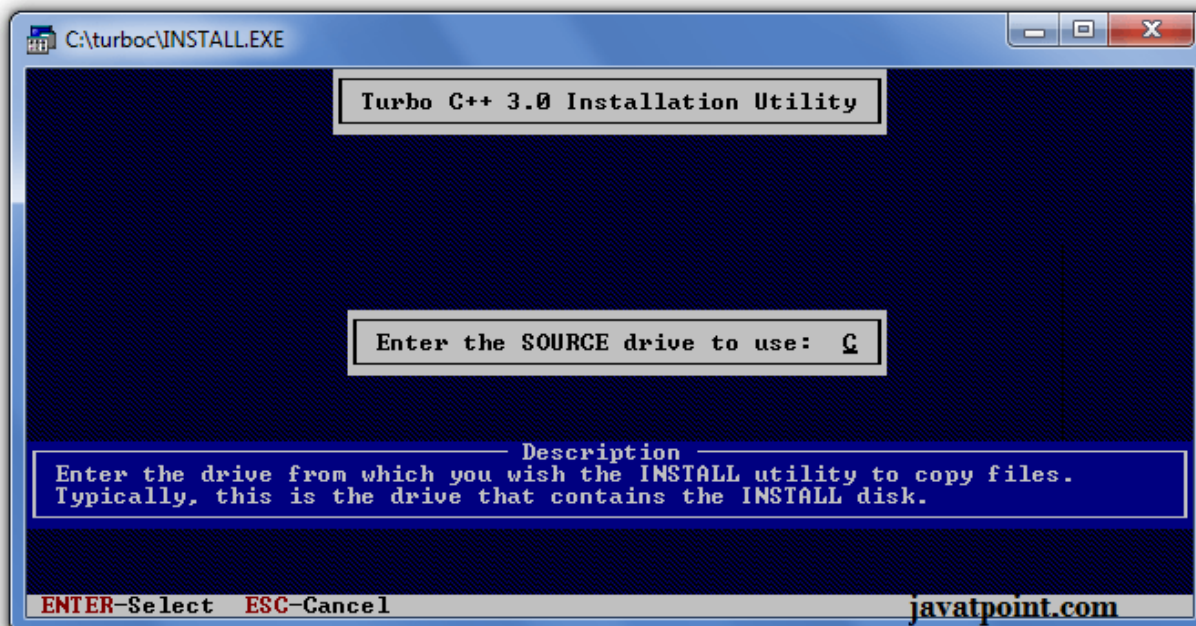 C:\turboc\INSTALL.EXE
Turbo C++ 3.0 Installation Utility
Enter the SOURCE drive to use: C
Description
Enter the drive from which you wish the INSTALL utility to copy files.
Typically, this is the drive that contains the INSTALL disk.
ENTER-Select ESC-Cancel
javatpoint.com